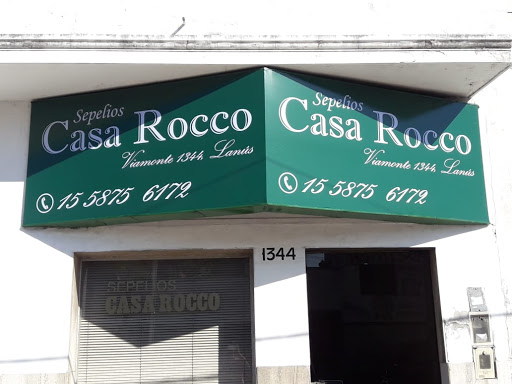 Sepelios
Casa Rocco
Viamonte 1344, Lanús
15 5875 6172
Sepelios
Casa Rocco
Viamonte 1344, Lanús
15 5875 6172
1344
SEPELIOS
CASA ROCCO